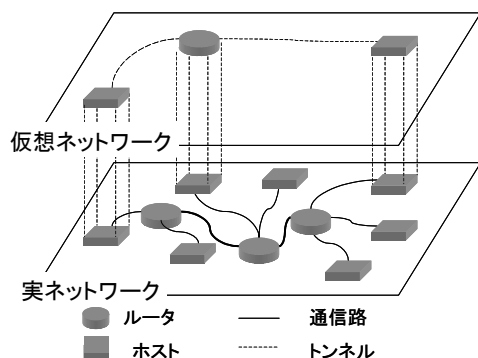 仮想ネットワーク
実ネットワーク
ルータ
通信路
ホスト
トンネル